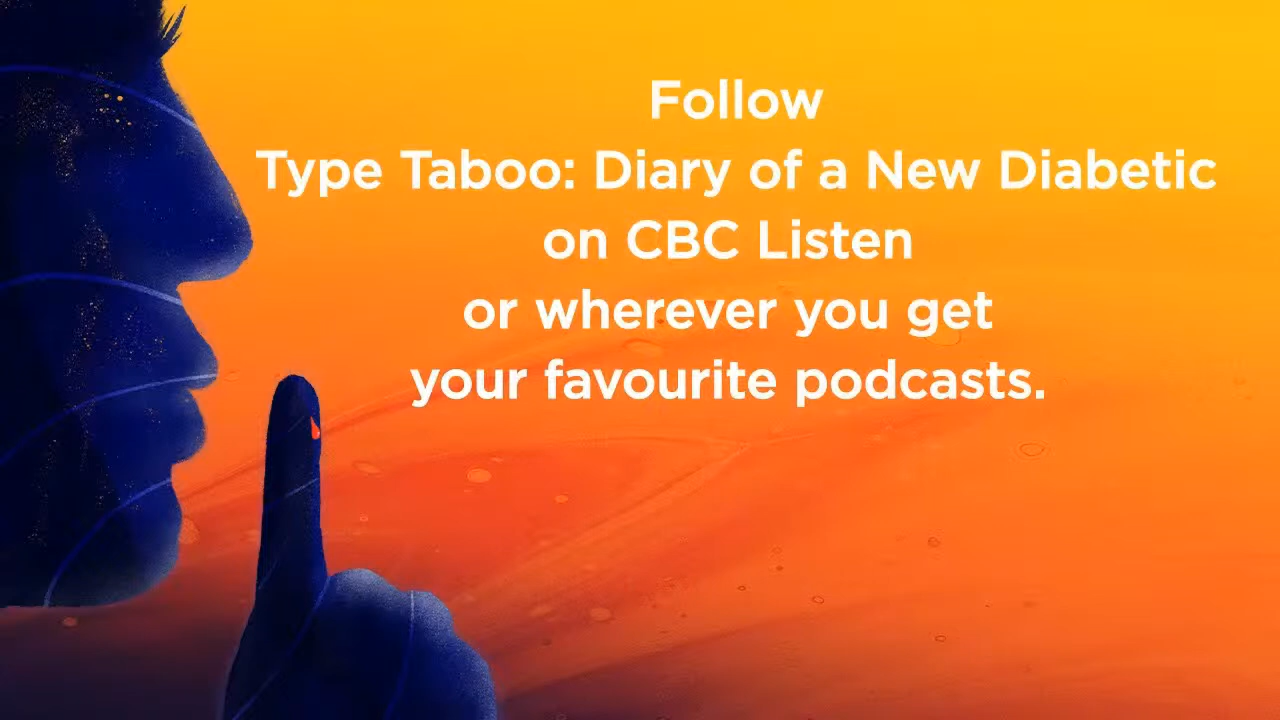 Follow
Type Taboo: Diary of a New Diabetic
on CBC Listen
or wherever you get
your favourite podcasts.